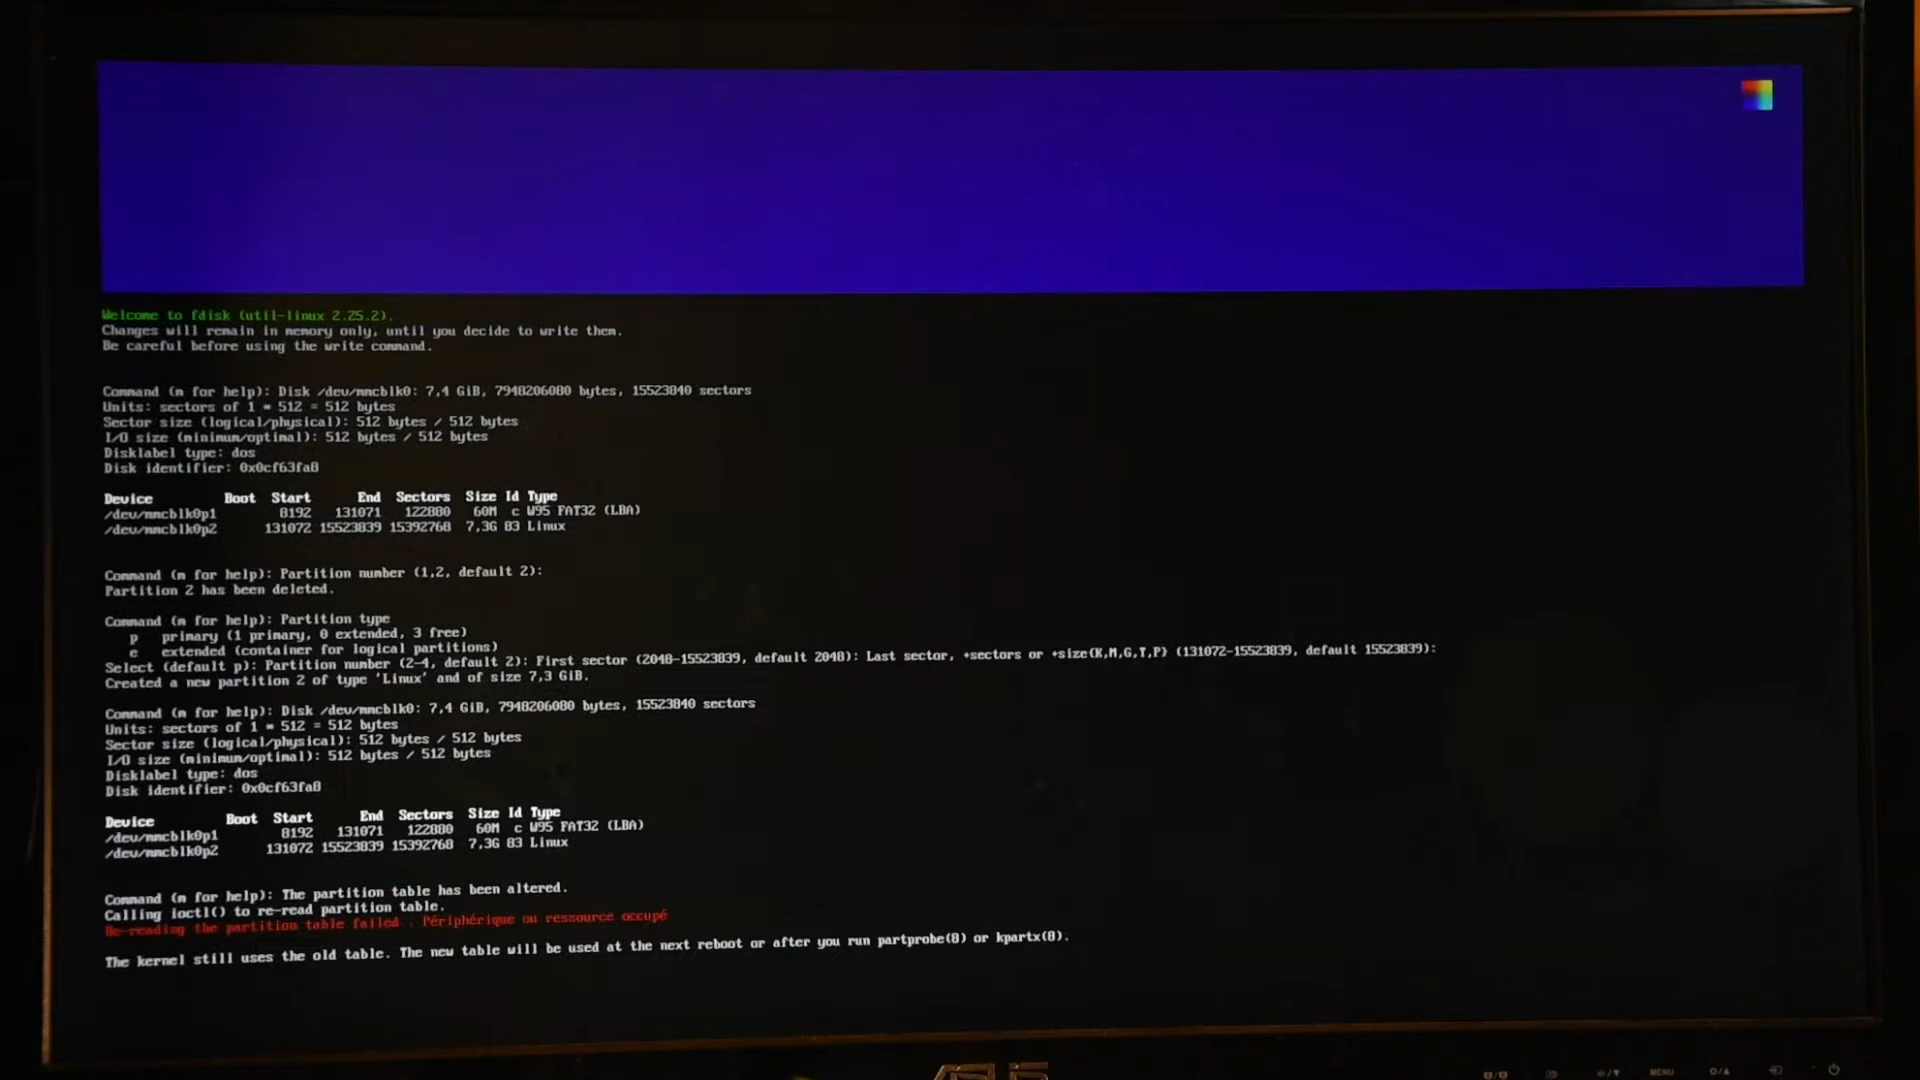 Welcome to fdisk (util-linux 2.25.2).
Changes will remain in memory only, until you decide to write them.
Be careful before using the write command.
Command (m for help): Disk /dev/mmcblk0: 7,4 GiB, 7948206080 bytes, 15523840 sectors
Units: sectors of 1 * 512 = 512 bytes
Sector size (logical/physical): 512 bytes / 512 bytes
I/O size (minimum/optimal): 512 bytes / 512 bytes
Disklabel type: dos
Disk identifier: 0x0cf63fa8
Device Boot Start End Sectors Size Id Type
/dev/mmcblk0p1 8192 131071 122880 60M c W95 FAT32 (LBA)
/dev/mmcblk0p2 131072 15523839 15392768 7,3G 83 Linux
Command (m for help): Partition number (1,2, default 2):
Partition 2 has been deleted.
Command (m for help): Partition type
p primary (1 primary, 0 extended, 3 free)
e extended (container for logical partitions)
Select (default p): Partition number (2-4, default 2): First sector (2048-15523839, default 2048): Last sector, +sectors or +size{K,M,G,T,P} (131072-15523839, default 15523839):
Created a new partition 2 of type 'Linux' and of size 7,3 GiB.
Command (m for help): Disk /dev/mmcblk0: 7,4 GiB, 7948206080 bytes, 15523840 sectors
Units: sectors of 1 * 512 = 512 bytes
Sector size (logical/physical): 512 bytes / 512 bytes
I/O size (minimum/optimal): 512 bytes / 512 bytes
Disklabel type: dos
Disk identifier: 0x0cf63fa8
Device Boot Start End Sectors Size Id Type
/dev/mmcblk0p1 8192 131071 122880 60M c W95 FAT32 (LBA)
/dev/mmcblk0p2 131072 15523839 15392768 7,3G 83 Linux
Command (m for help): The partition table has been altered.
Calling ioctl() to re-read partition table.
Re-reading the partition table failed.: Périphérique ou ressource occupé
The kernel still uses the old table. The new table will be used at the next reboot or after you run partprobe(8) or kpartx(8).
MENU